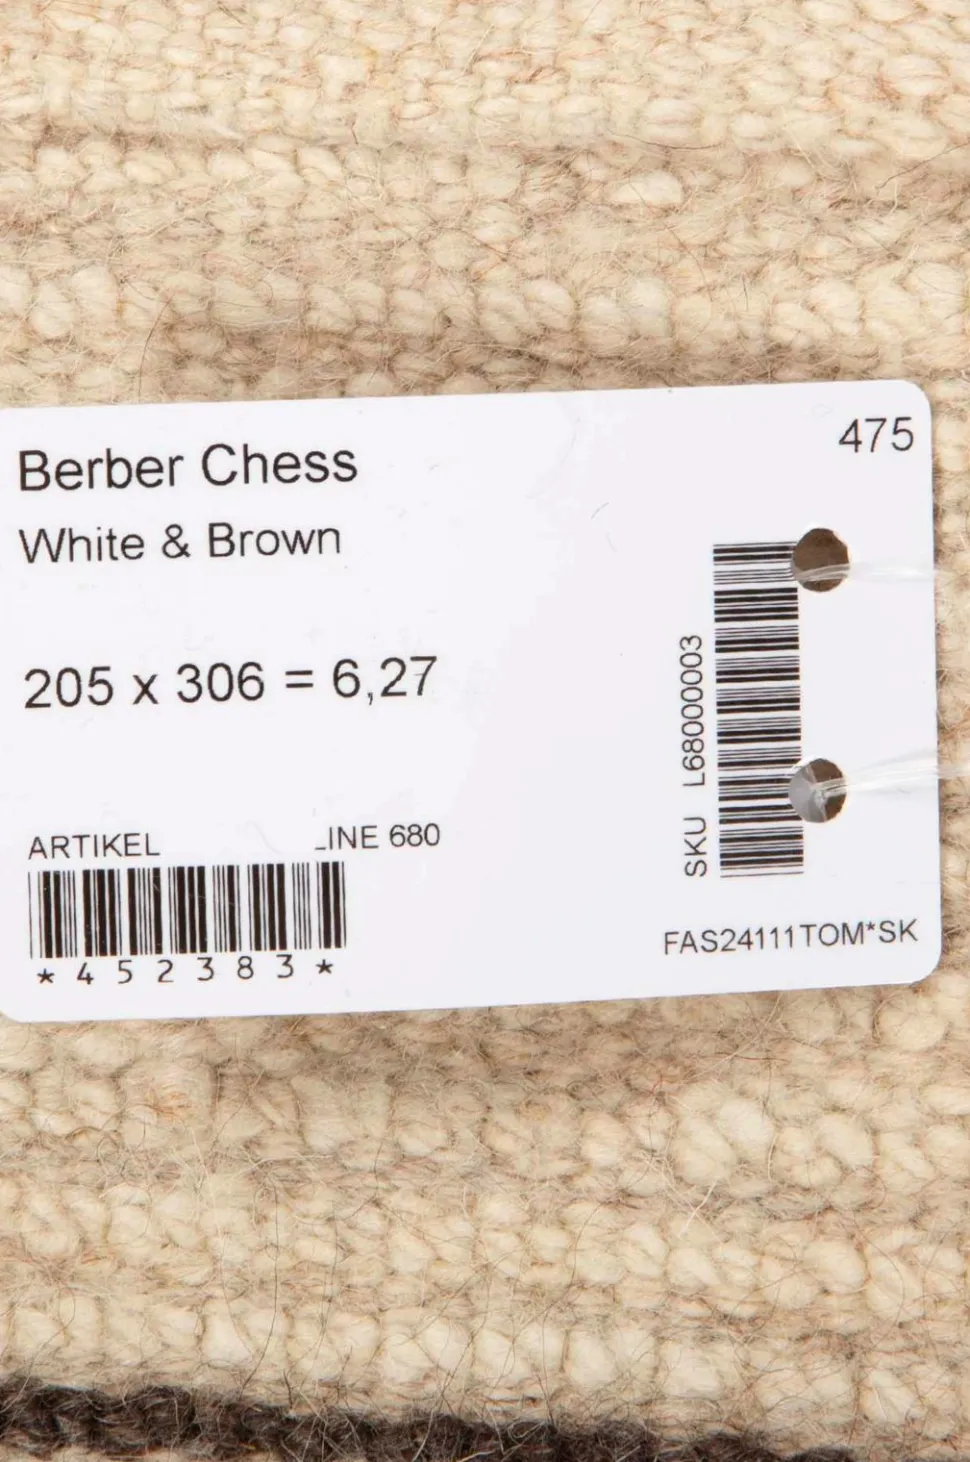 Berber Chess
475
White & Brown
205 x 306 = 6,27
SKU L68000003
ARTIKEL
LINE 680
*452383*
FAS24111TOM*SK